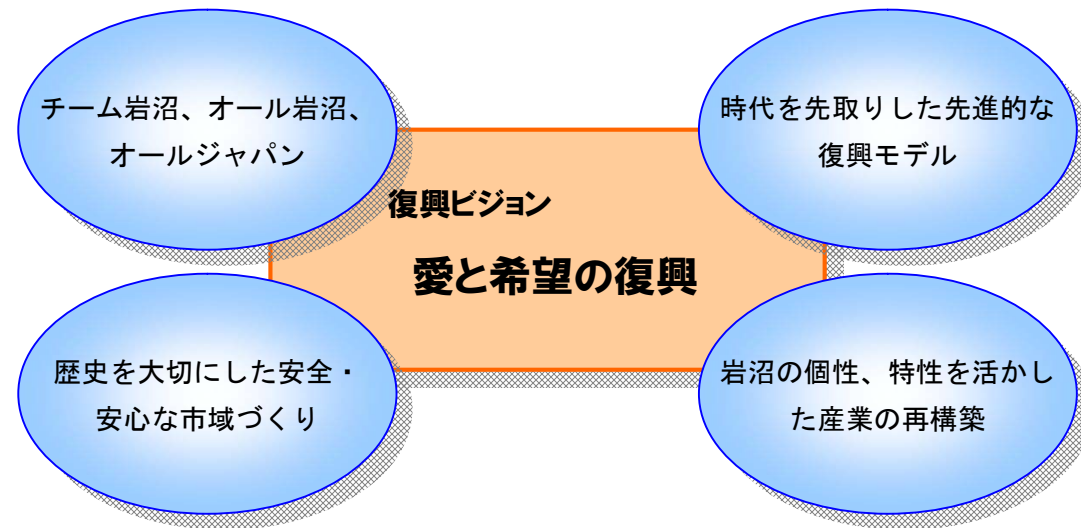 チーム岩沼、オール岩沼、
オールジャパン
時代を先取りした先進的な
復興モデル
復興ビジョン
愛と希望の復興
歴史を大切にした安全・
安心な市域づくり
岩沼の個性、特性を活かし
た産業の再構築